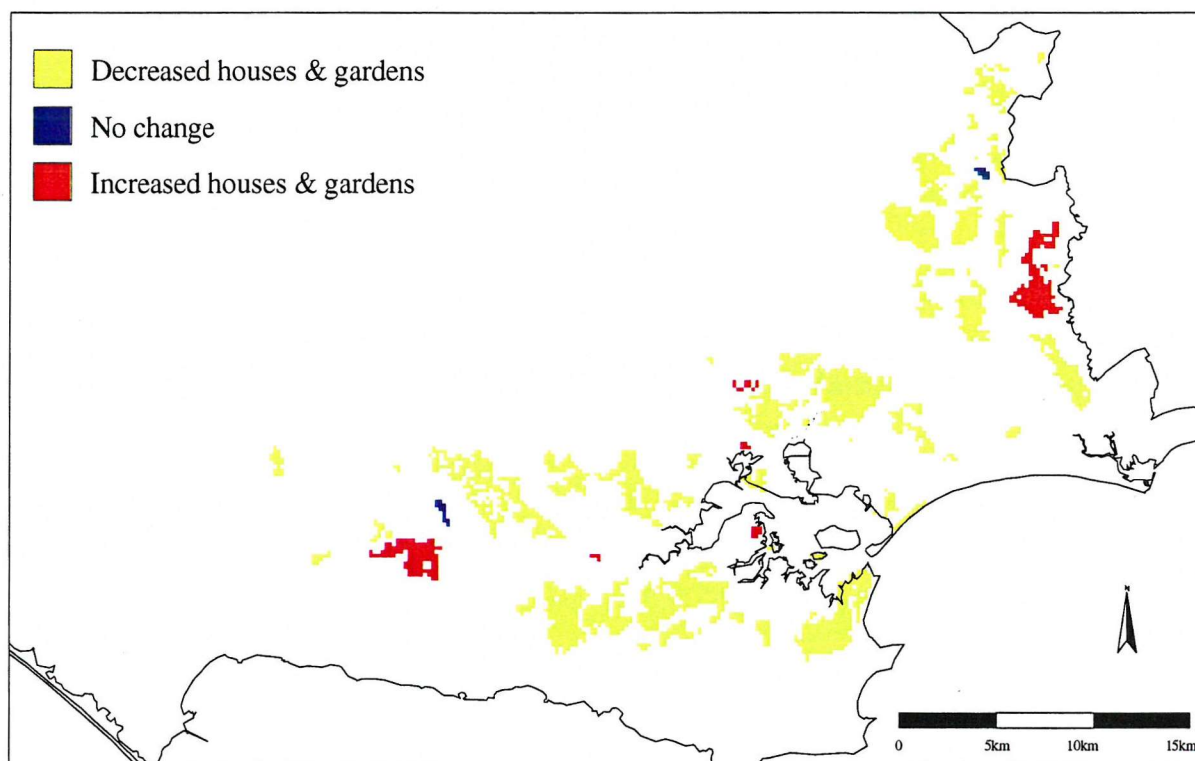 Decreased houses & gardens
No change
Increased houses & gardens
N
0 5km 10km 15km